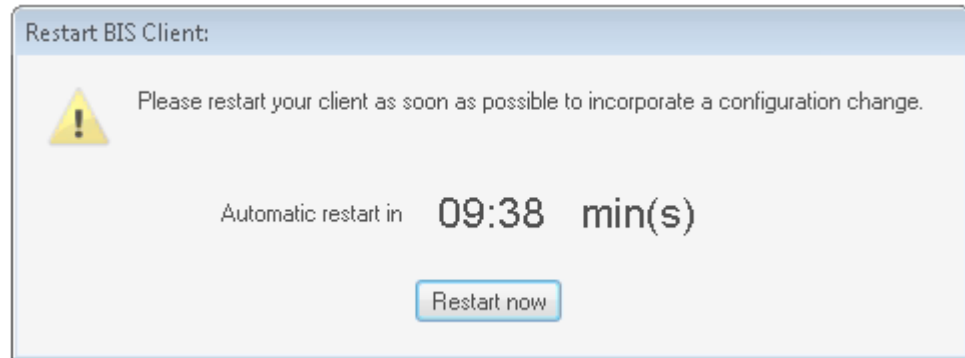 Restart BIS Client:
Please restart your client as soon as possible to incorporate a configuration change.
Automatic restart in 09:38 min(s)
Restart now